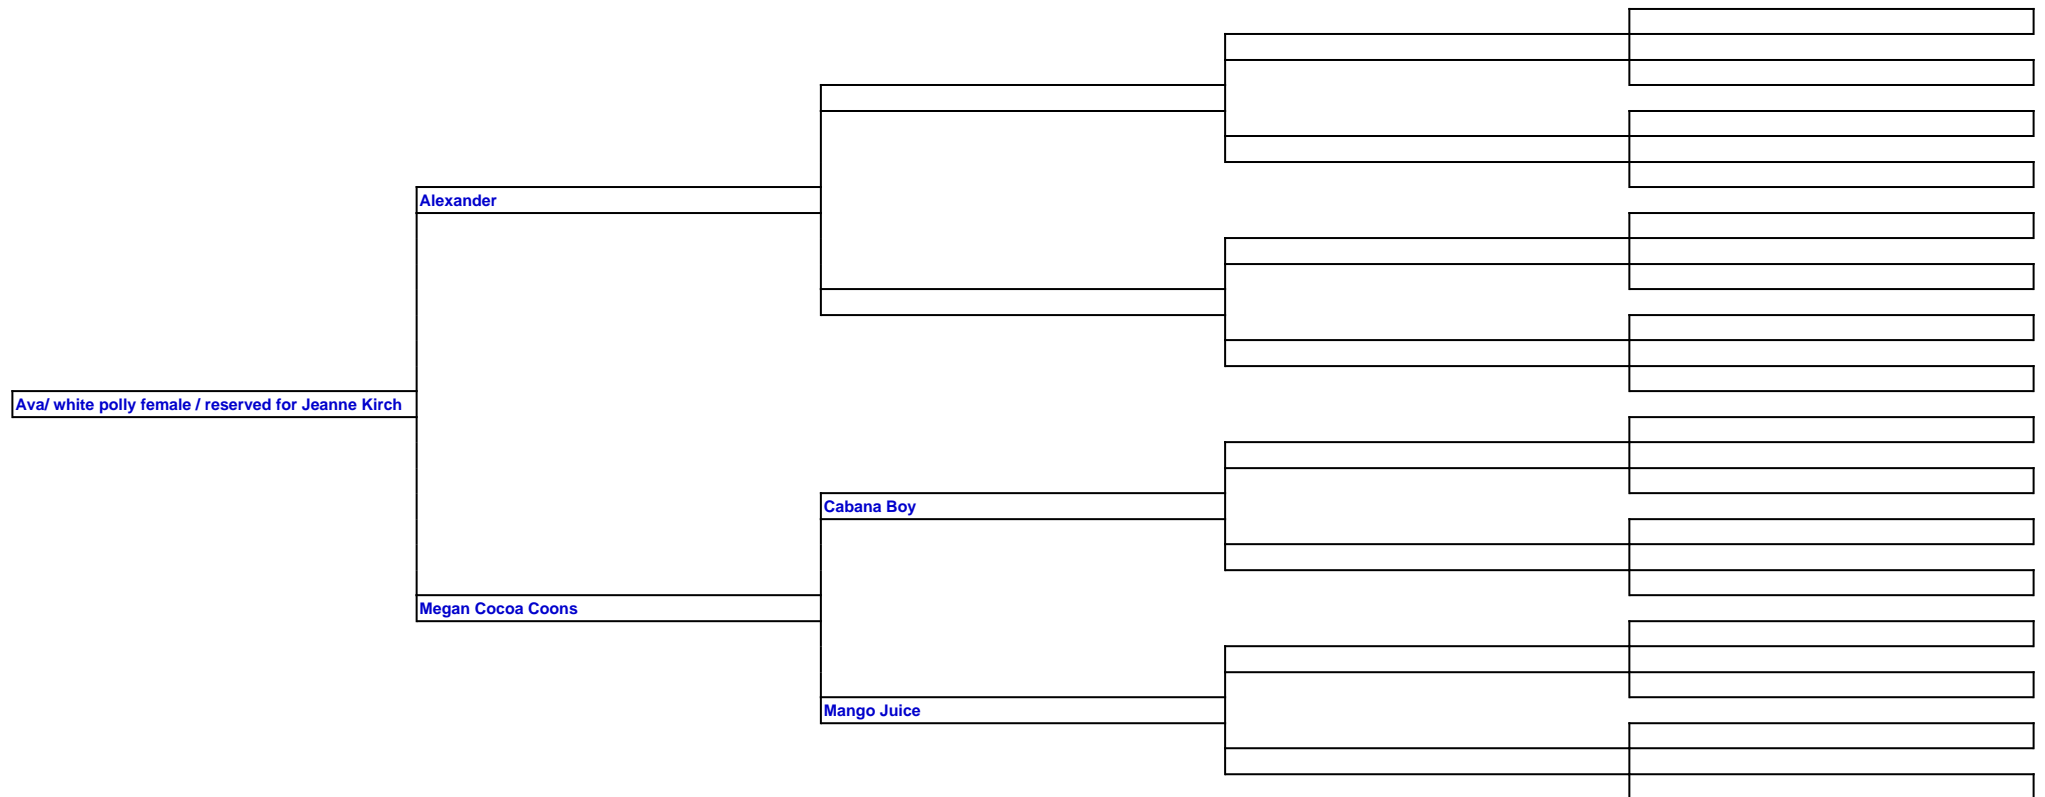 Alexander
Ava/ white polly female / reserved for Jeanne Kirch
Cabana Boy
Megan Cocoa Coons
Mango Juice